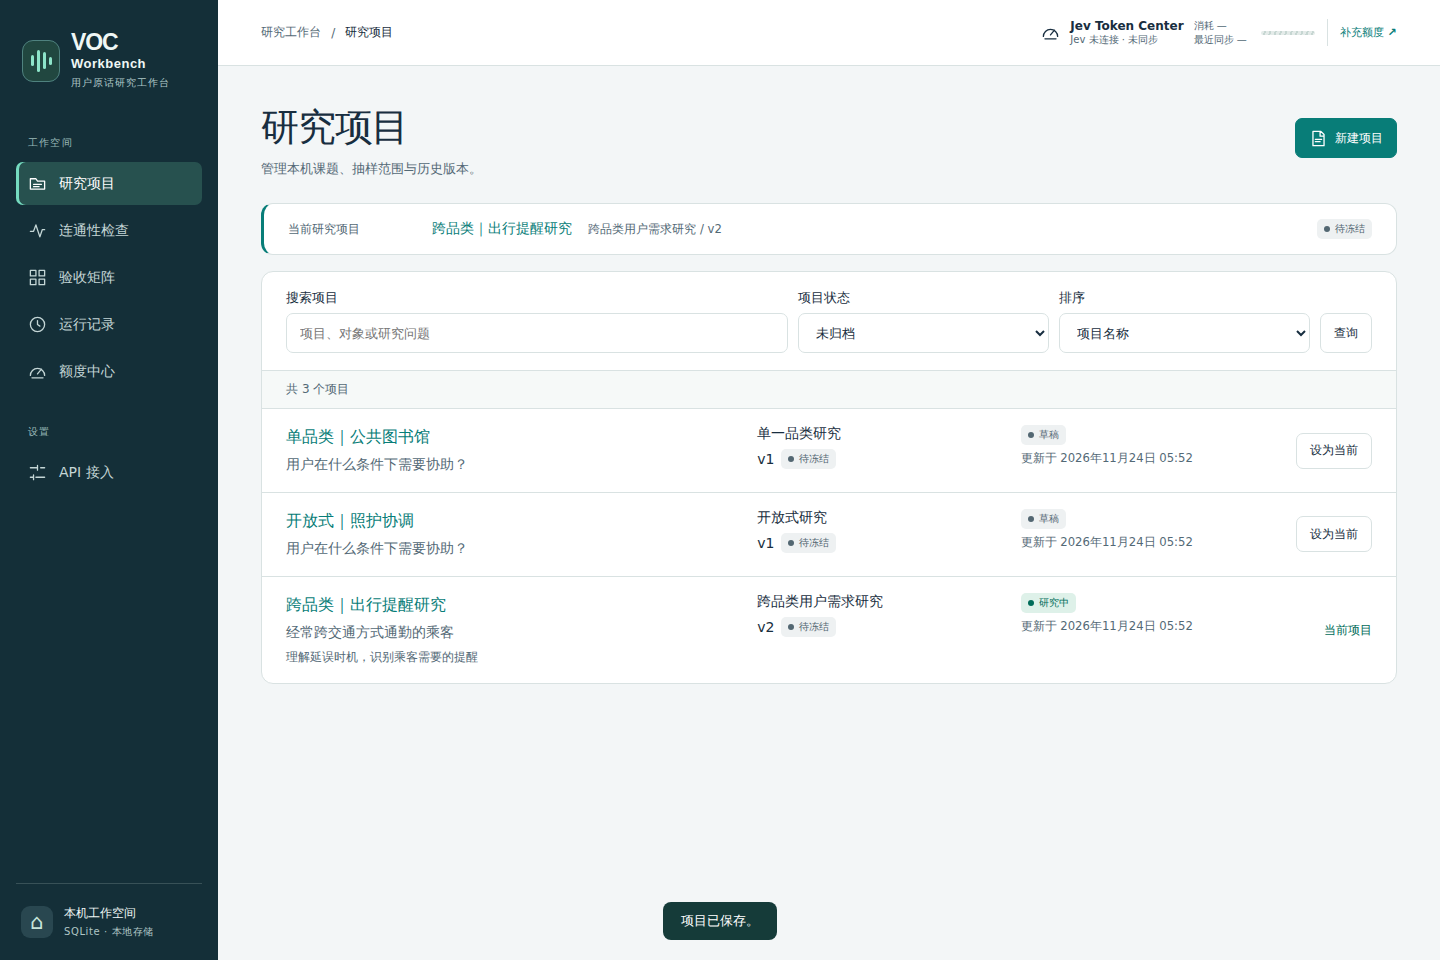 VOC
Workbench
用户原话研究工作台
工作空间
研究项目
连通性检查
验收矩阵
运行记录
额度中心
设置
API 接入
本机工作空间
SQLite · 本地存储
研究工作台 / 研究项目
Jev Token Center
Jev 未连接 · 未同步
消耗 —
最近同步 —
补充额度 ↗
研究项目
管理本机课题、抽样范围与历史版本。
新建项目
当前研究项目 跨品类｜出行提醒研究 跨品类用户需求研究 / v2 待冻结
搜索项目 项目状态 排序
项目、对象或研究问题 未归档 项目名称 查询
共 3 个项目
单品类｜公共图书馆
用户在什么条件下需要协助？
单一品类研究
v1 待冻结
草稿
更新于 2026年11月24日 05:52
设为当前
开放式｜照护协调
用户在什么条件下需要协助？
开放式研究
v1 待冻结
草稿
更新于 2026年11月24日 05:52
设为当前
跨品类｜出行提醒研究
经常跨交通方式通勤的乘客
理解延误时机，识别乘客需要的提醒
跨品类用户需求研究
v2 待冻结
研究中
更新于 2026年11月24日 05:52
当前项目
项目已保存。